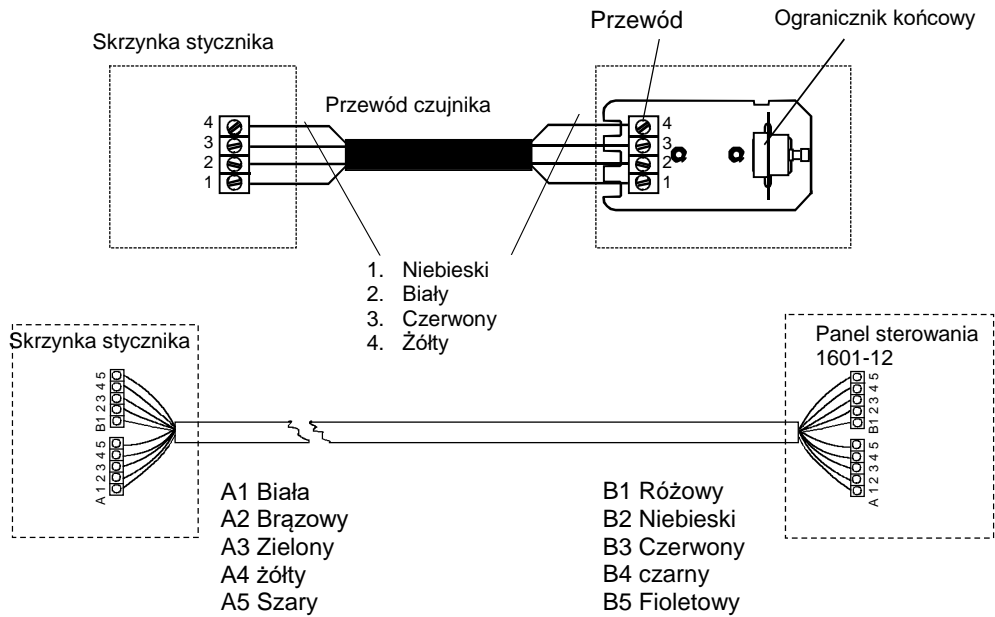 Skrzynka stycznika
Przewód
Ogranicznik końcowy
Przewód czujnika
4
3
2
1
4
3
2
1
1. Niebieski
2. Biały
3. Czerwony
4. Żółty
Skrzynka stycznika
B1 2 3 4 5
A 1 2 3 4 5
Panel sterowania
1601-12
B1 2 3 4 5
A 1 2 3 4 5
A1 Biała
A2 Brązowy
A3 Zielony
A4 żółty
A5 Szary
B1 Różowy
B2 Niebieski
B3 Czerwony
B4 czarny
B5 Fioletowy